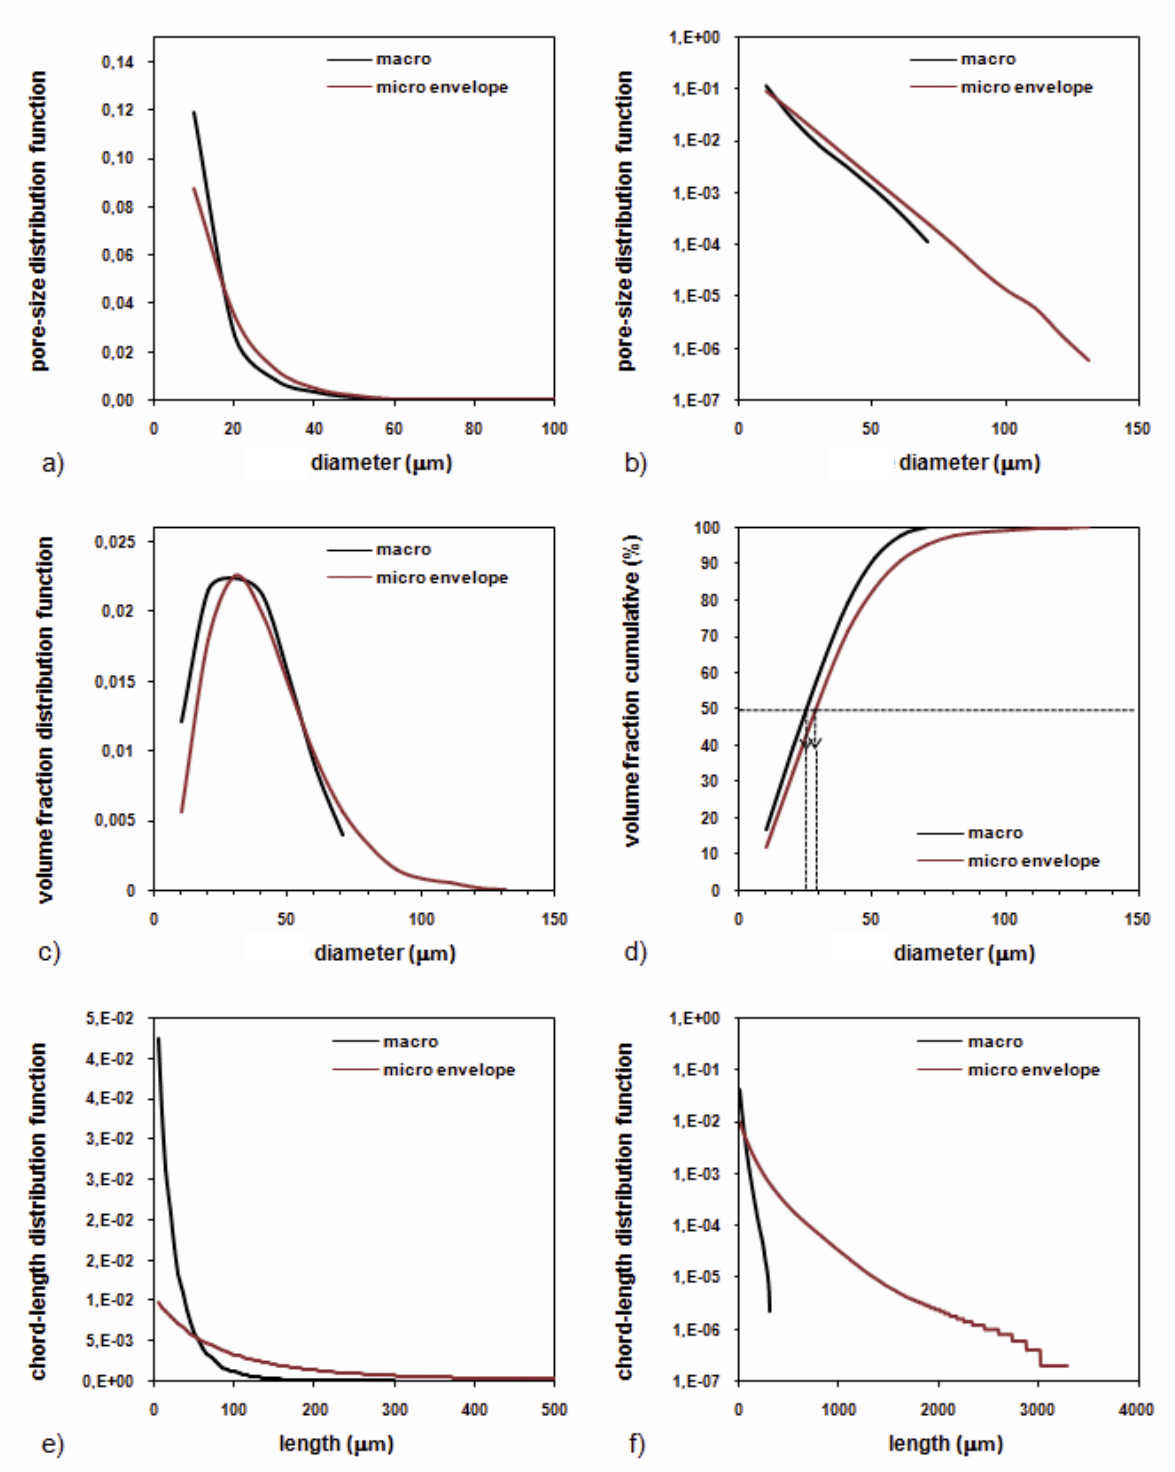 pore-size distribution function
0,14
0,12
0,10
0,08
0,06
0,04
0,02
0,00
macro
micro envelope
0 20 40 60 80 100
a) diameter (μm)
pore-size distribution function
1,E+00
1,E-01
1,E-02
1,E-03
1,E-04
1,E-05
1,E-06
1,E-07
macro
micro envelope
0 50 100 150
b) diameter (μm)
volume fraction distribution function
0,025
0,02
0,015
0,01
0,005
0
macro
micro envelope
0 50 100 150
c) diameter (μm)
volume fraction cumulative (%)
100
90
80
70
60
50
40
30
20
10
0
macro
micro envelope
0 50 100 150
d) diameter (μm)
chord-length distribution function
5,E-02
4,E-02
4,E-02
3,E-02
3,E-02
2,E-02
2,E-02
1,E-02
5,E-03
0,E+00
macro
micro envelope
0 100 200 300 400 500
e) length (μm)
chord-length distribution function
1,E+00
1,E-01
1,E-02
1,E-03
1,E-04
1,E-05
1,E-06
1,E-07
macro
micro envelope
0 1000 2000 3000 4000
f) length (μm)